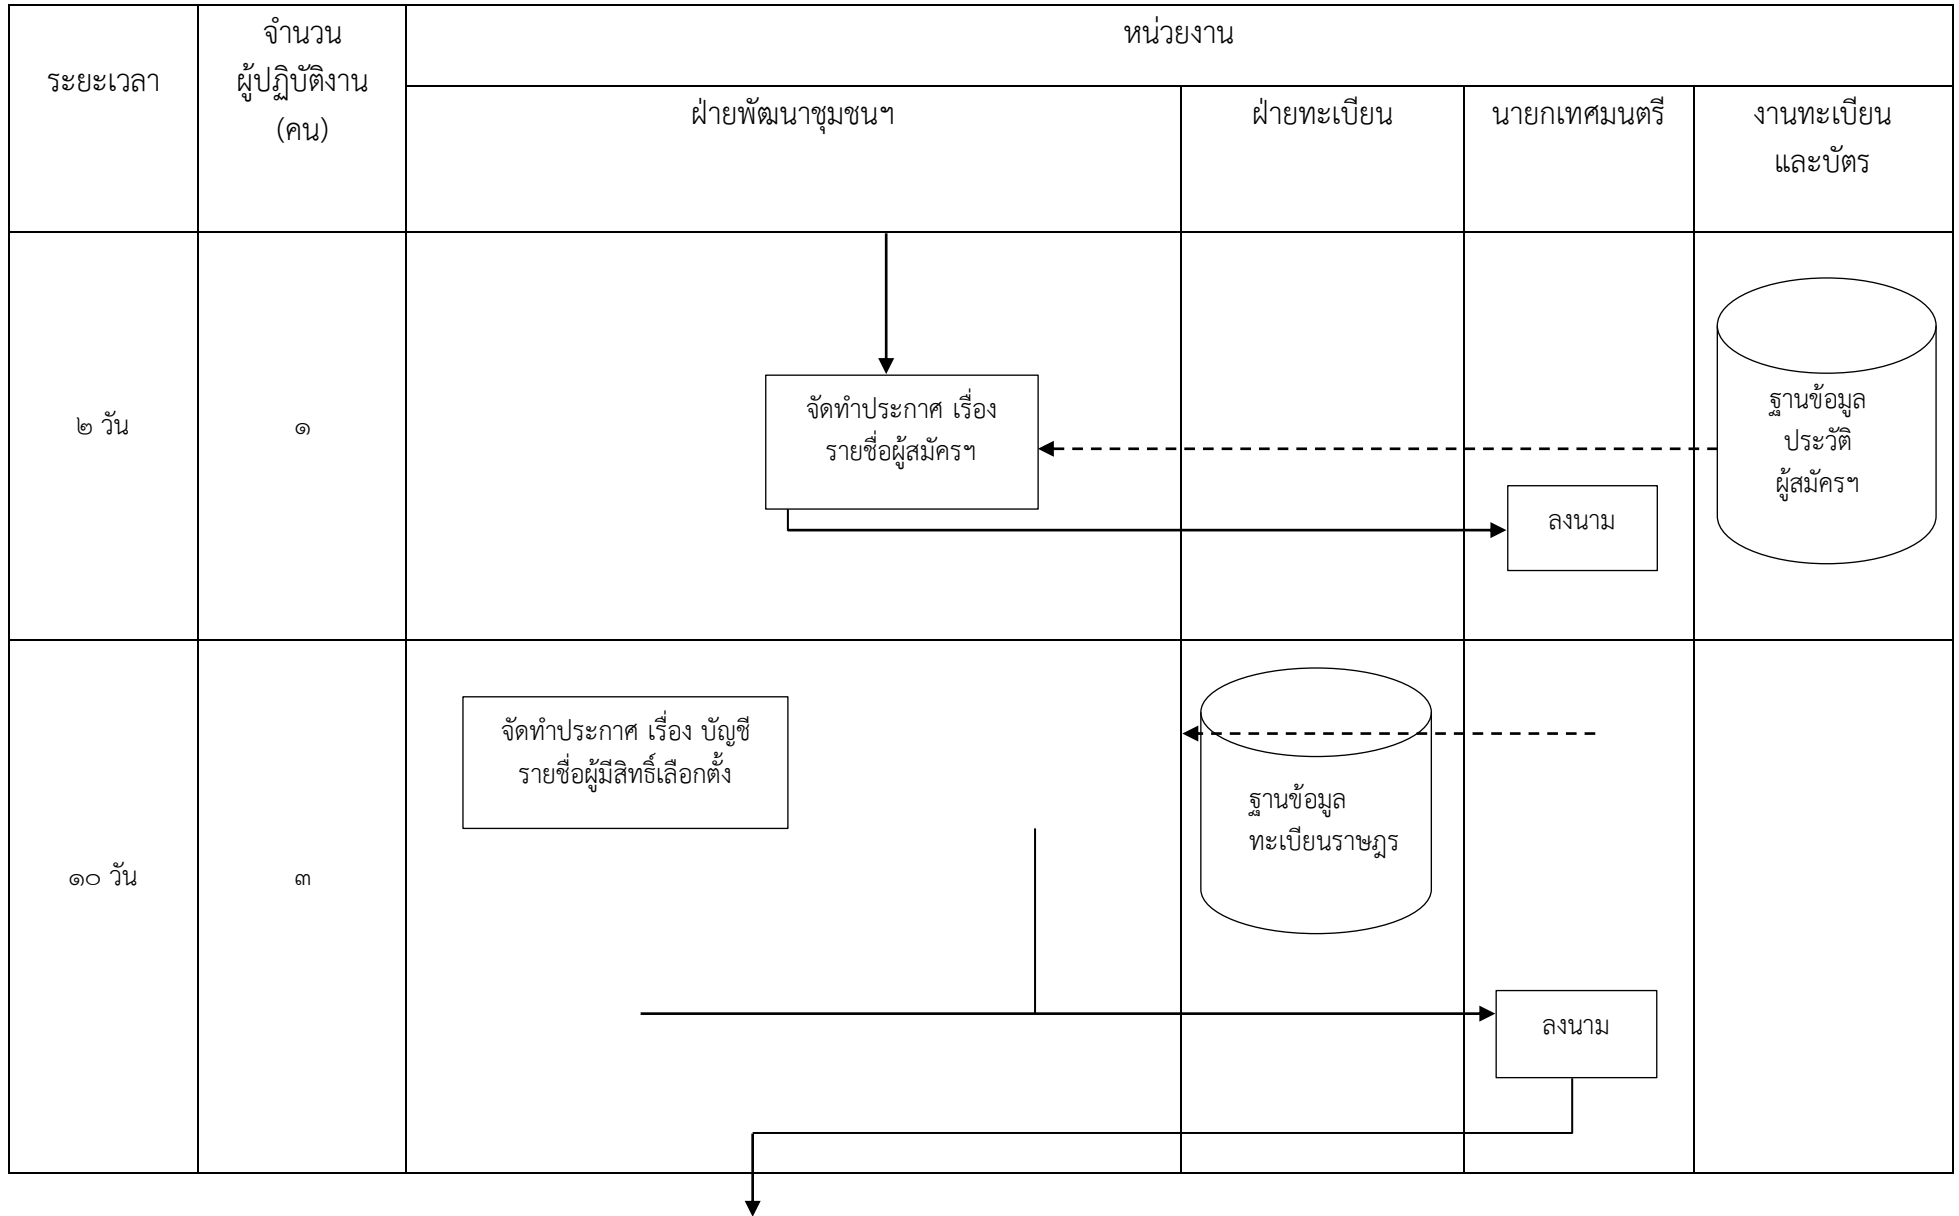 ระยะเวลา
จำนวน
ผู้ปฏิบัติงาน
(คน)
หน่วยงาน
ฝ่ายพัฒนาชุมชนฯ
ฝ่ายทะเบียน
นายกเทศมนตรี
งานทะเบียน
และบัตร
๒ วัน
๑
จัดทำประกาศ เรื่อง
รายชื่อผู้สมัครฯ
ลงนาม
ฐานข้อมูล
ประวัติ
ผู้สมัครฯ
๑๐ วัน
๓
จัดทำประกาศ เรื่อง บัญชี
รายชื่อผู้มีสิทธิ์เลือกตั้ง
ฐานข้อมูล
ทะเบียนราษฎร
ลงนาม